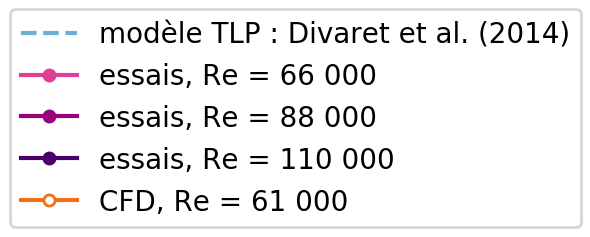 modèle TLP : Divaret et al. (2014)
essais, Re = 66 000
essais, Re = 88 000
essais, Re = 110 000
CFD, Re = 61 000